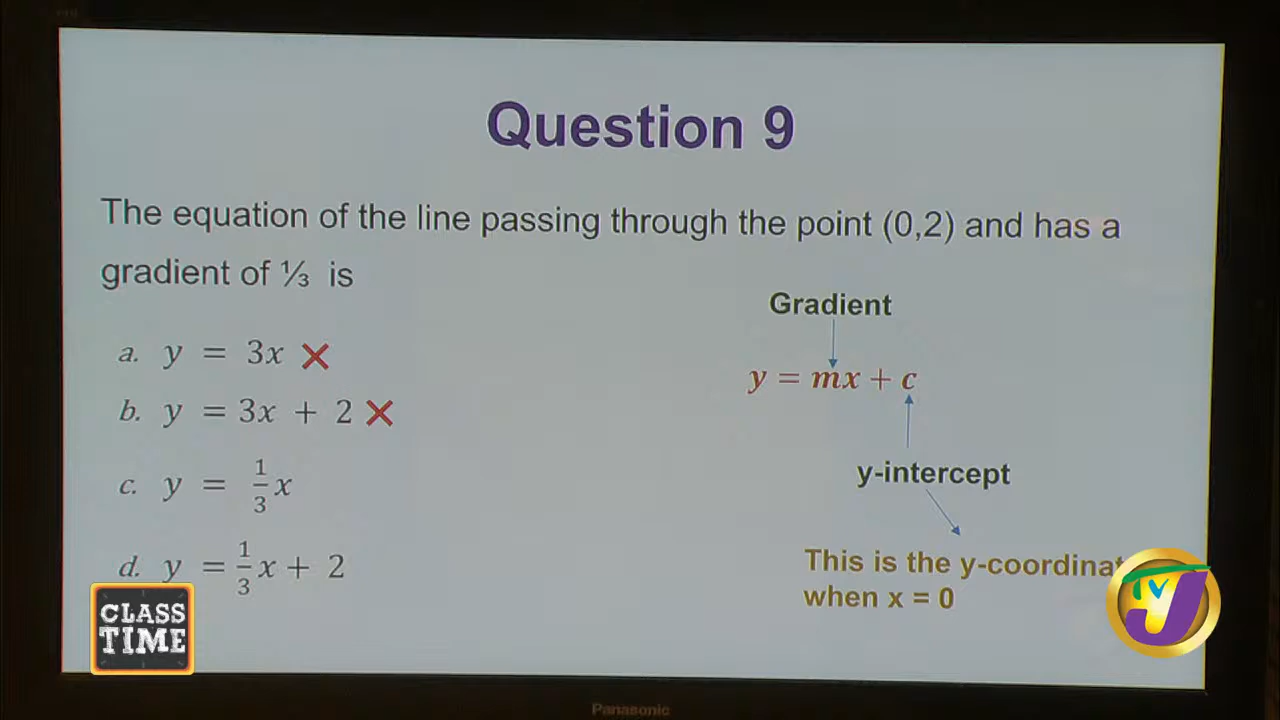 Question 9
The equation of the line passing through the point (0,2) and has a
gradient of ⅓ is
a. y = 3x ✕
b. y = 3x + 2 ✕
c. y = 1/3 x
d. y = 1/3 x + 2
Gradient
y = mx + c
y-intercept
This is the y-coordinat
when x = 0
CLASS
TIME
TVJ
Panasonic